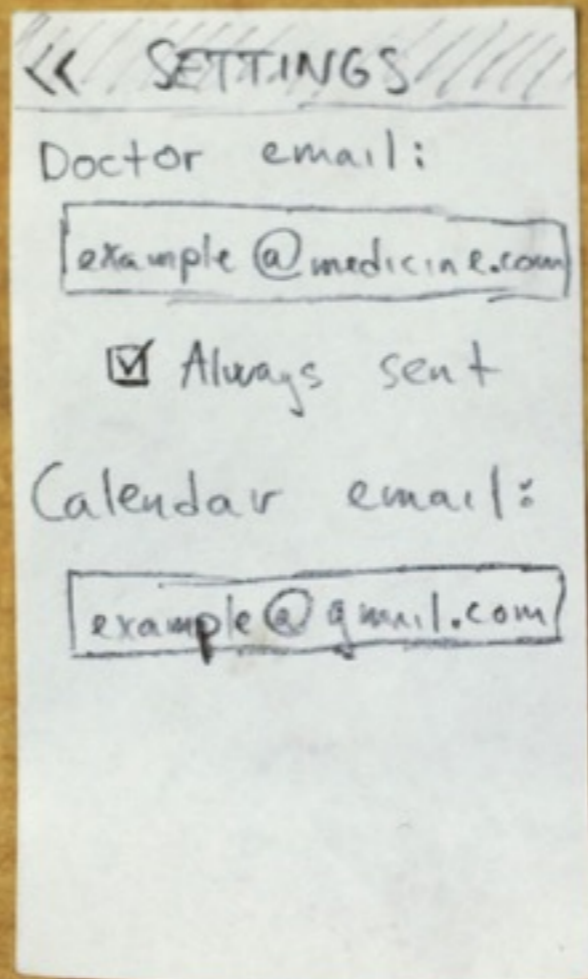 << SETTINGS
Doctor email:
example@medicine.com
☑ Always sent
Calendar email:
example@gmail.com